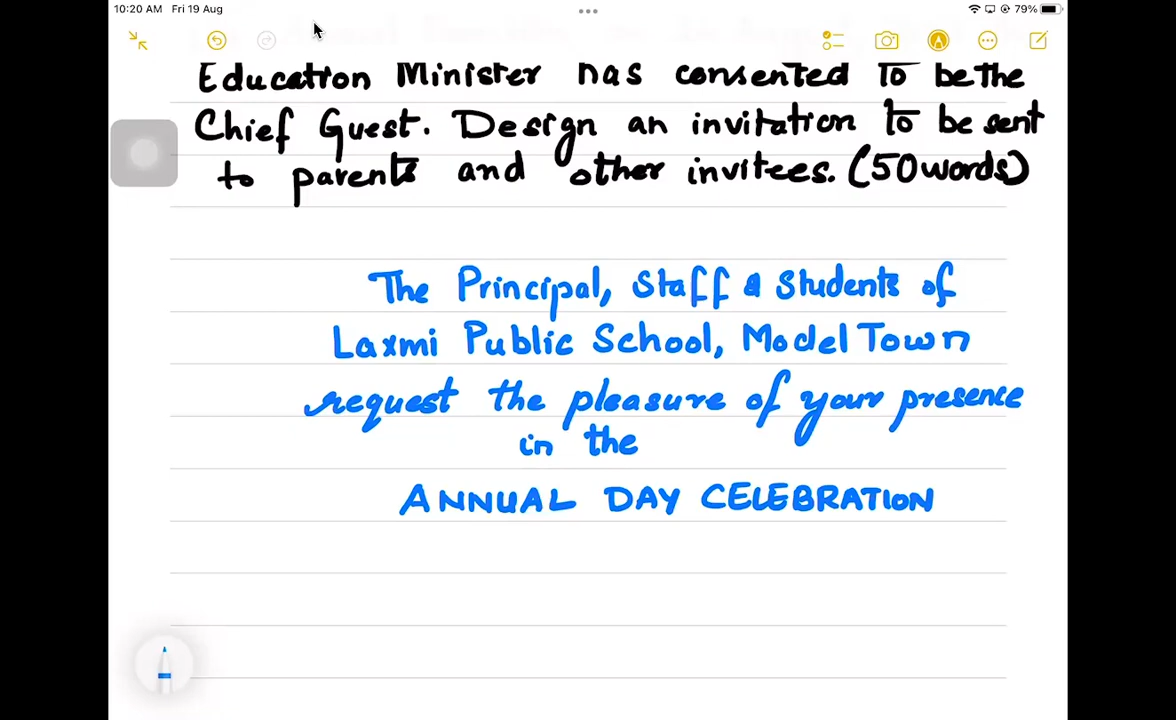 10:20 AM Fri 19 Aug
79%
Education Minister has consented to be the
Chief Guest. Design an invitation to be sent
to parents and other invitees. (50 words)
The Principal, Staff & Students of
Laxmi Public School, Model Town
request the pleasure of your presence
in the
ANNUAL DAY CELEBRATION